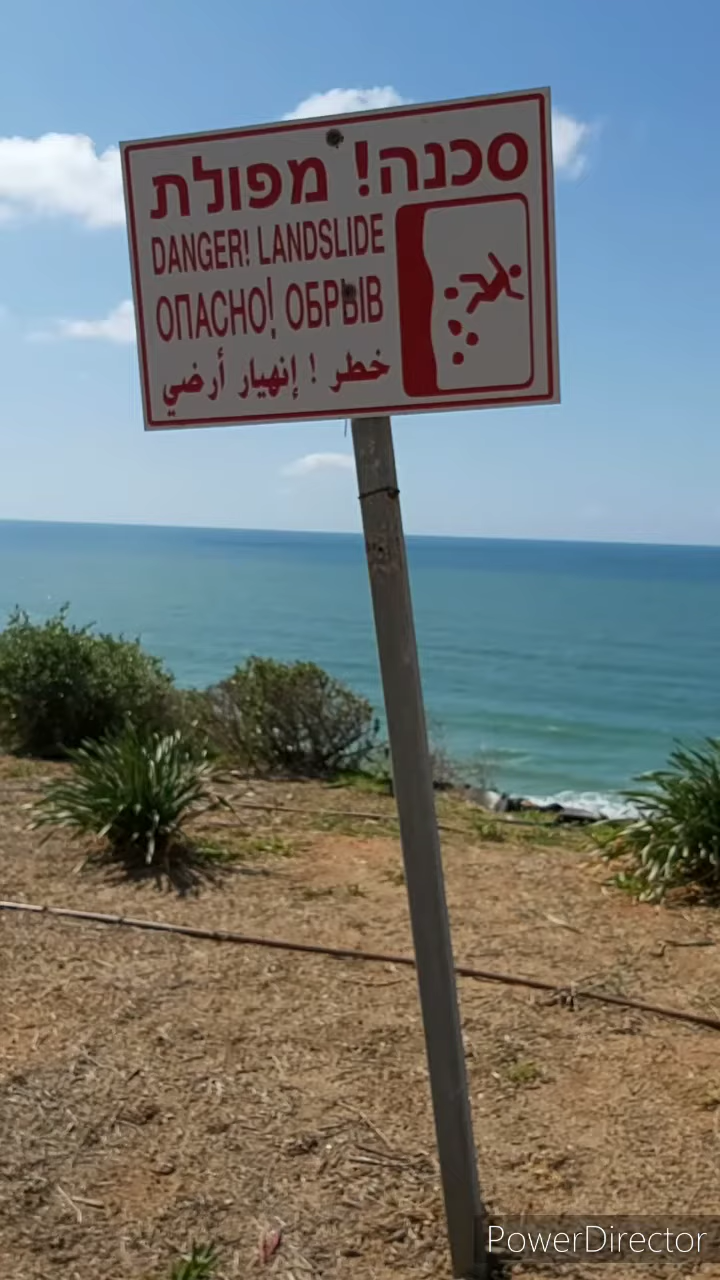 סכנה! מפולת
DANGER! LANDSLIDE
ОПАСНО! ОБРЫВ
خطر ! إنهيار أرضي
PowerDirector